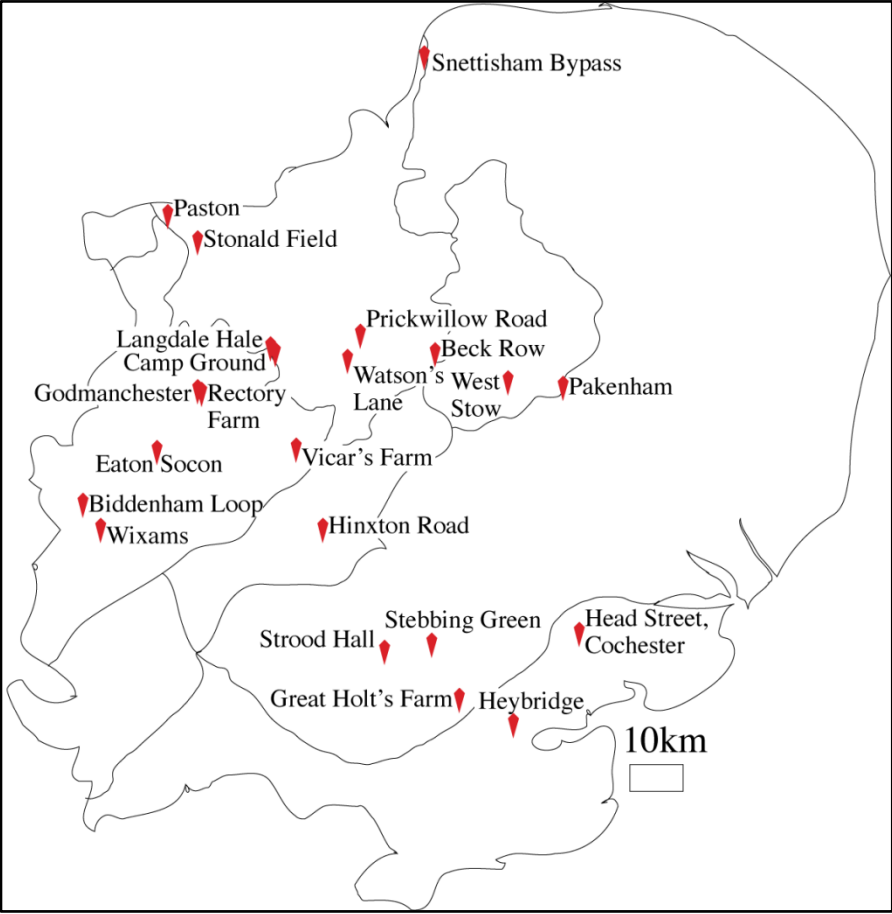 Snettisham Bypass
Paston
Stonald Field
Prickwillow Road
Langdale Hale
Beck Row
Camp Ground
Watson's
Lane
West
Stow
Pakenham
Godmanchester
Rectory
Farm
Eaton Socon
Vicar's Farm
Biddenham Loop
Wixams
Hinxton Road
Stebbing Green
Head Street,
Cochester
Strood Hall
Great Holt's Farm
Heybridge
10km